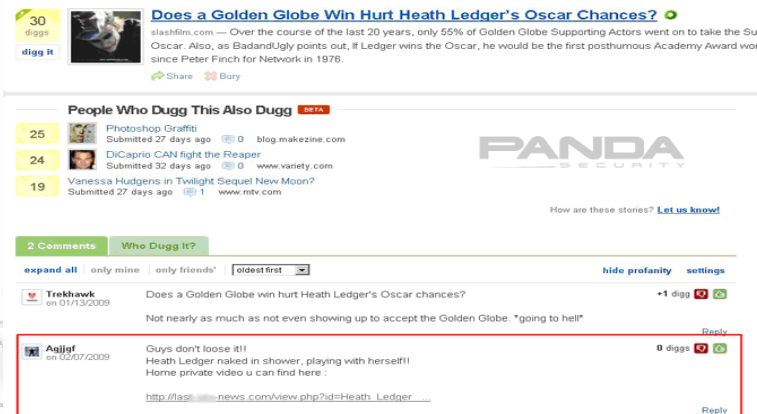 Does a Golden Globe Win Hurt Heath Ledger's Oscar Chances?
30
diggs
digg it
slashfilm.com — Over the course of the last 20 years, only 55% of Golden Globe Supporting Actors went on to take the Su
Oscar. Also, as BadandUgly points out, If Ledger wins the Oscar, he would be the first posthumous Academy Award wo
since Peter Finch for Network in 1976.
Share Bury
People Who Dugg This Also Dugg BETA
25 Photoshop Graffiti
Submitted 27 days ago 0 blog.makezine.com
24 DiCaprio CAN fight the Reaper
Submitted 32 days ago 0 www.variety.com
19 Vanessa Hudgens in Twilight Sequel New Moon?
Submitted 27 days ago 1 www.mtv.com
PANDA
SECURITY
How are these stories? Let us know!
2 Comments Who Dugg It?
expand all only mine only friends' oldest first hide profanity settings
Trekhawk Does a Golden Globe win hurt Heath Ledger's Oscar chances? +1 digg
on 01/13/2009
Not nearly as much as not even showing up to accept the Golden Globe. *going to hell*
Reply
Agjjgf Guys don't loose it!! 0 diggs
on 02/07/2009
Heath Ledger naked in shower, playing with herself!!
Home private video u can find here :
http://las -news.com/view.php?id=Heath_Ledger_...
Reply